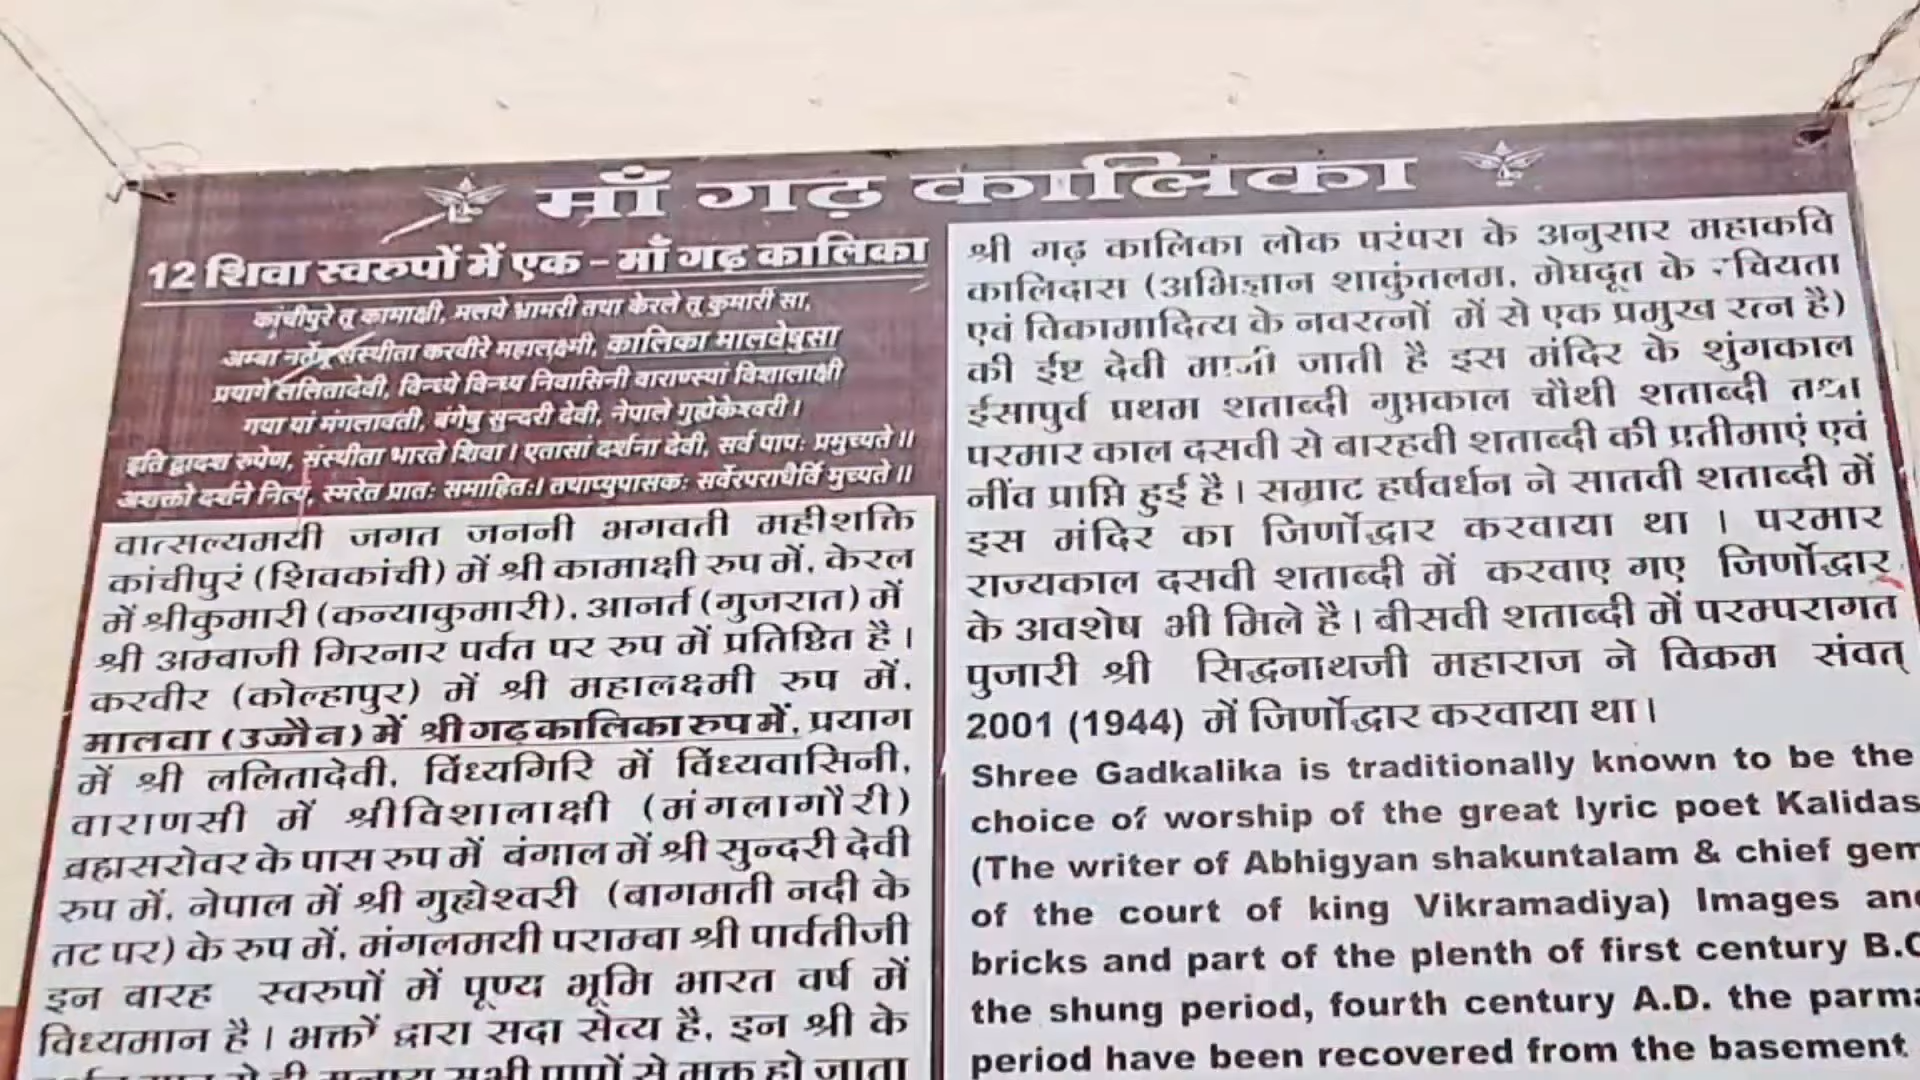 माँ गढ़ कालिका
12 शिवा स्वरुपों में एक - माँ गढ़ कालिका
कांचीपुरे तू कामाक्षी, मलये भ्रामरी तथा केरले तू कुमारी सा,
अम्बा संस्थीता करवीरे महालक्ष्मी, कालिका मालवेषुसा
प्रयागे ललितादेवी, विन्ध्ये विन्ध्य निवासिनी वाराणस्यां विशालाक्षी
गया पां मंगलावती, बंगेषु सुन्दरी देवी, नेपाले गुह्येकेश्वरी।
इति द्वादश रुपेण, संस्थीता भारते शिवा। एतासां दर्शना देवी, सर्व पापः प्रमुच्यते॥
अशक्तो दर्शने नित्यं, स्मरेत प्रातः समाहितः। तथाप्युपासकः सर्वेरपराधैर्वि मुच्यते॥
वात्सल्यमयी जगत जननी भगवती महीशक्ति
कांचीपुरं (शिवकांची) में श्री कामाक्षी रुप में, केरल
में श्रीकुमारी (कन्याकुमारी). आनर्त (गुजरात) में
श्री अम्बाजी गिरनार पर्वत पर रुप में प्रतिष्ठित है।
करवीर (कोल्हापुर) में श्री महालक्ष्मी रुप में,
मालवा (उज्जैन) में श्री गढ़ कालिका रुप में, प्रयाग
में श्री ललितादेवी, विंध्यगिरि में विंध्यवासिनी,
वाराणसी में श्रीविशालाक्षी (मंगलागौरी)
ब्रह्मसरोवर के पास रुप में बंगाल में श्री सुन्दरी देवी
रुप में, नेपाल में श्री गुह्येश्वरी (बागमती नदी के
तट पर) के रुप में, मंगलमयी पराम्बा श्री पार्वतीजी
इन बारह स्वरुपों में पूण्य भूमि भारत वर्ष में
विध्यमान है। भक्तों द्वारा सदा सेव्य है, इन श्री के
सभी पापों से मुक्त हो जाता
श्री गढ़ कालिका लोक परंपरा के अनुसार महाकवि
कालिदास (अभिज्ञान शाकुंतलम, मेघदूत के रचियता
एवं विकामादित्य के नवरत्नों में से एक प्रमुख रत्न है)
की ईष्ट देवी मानी जाती है इस मंदिर के शुंगकाल
ईसापुर्व प्रथम शताब्दी गुप्तकाल चौथी शताब्दी तथा
परमार काल दसवी से बारहवी शताब्दी की प्रतीमाएं एवं
नींव प्राप्ति हुई है। सम्राट हर्षवर्धन ने सातवी शताब्दी में
इस मंदिर का जिर्णोद्धार करवाया था । परमार
राज्यकाल दसवी शताब्दी में करवाए गए जिर्णोद्धार
के अवशेष भी मिले है। बीसवी शताब्दी में परम्परागत
पुजारी श्री सिद्धनाथजी महाराज ने विक्रम संवत्
2001 (1944) में जिर्णोद्धार करवाया था।
Shree Gadkalika is traditionally known to be the
choice of worship of the great lyric poet Kalidas
(The writer of Abhigyan shakuntalam & chief gem
of the court of king Vikramadiya) Images and
bricks and part of the plenth of first century B.C
the shung period, fourth century A.D. the parma
period have been recovered from the basement